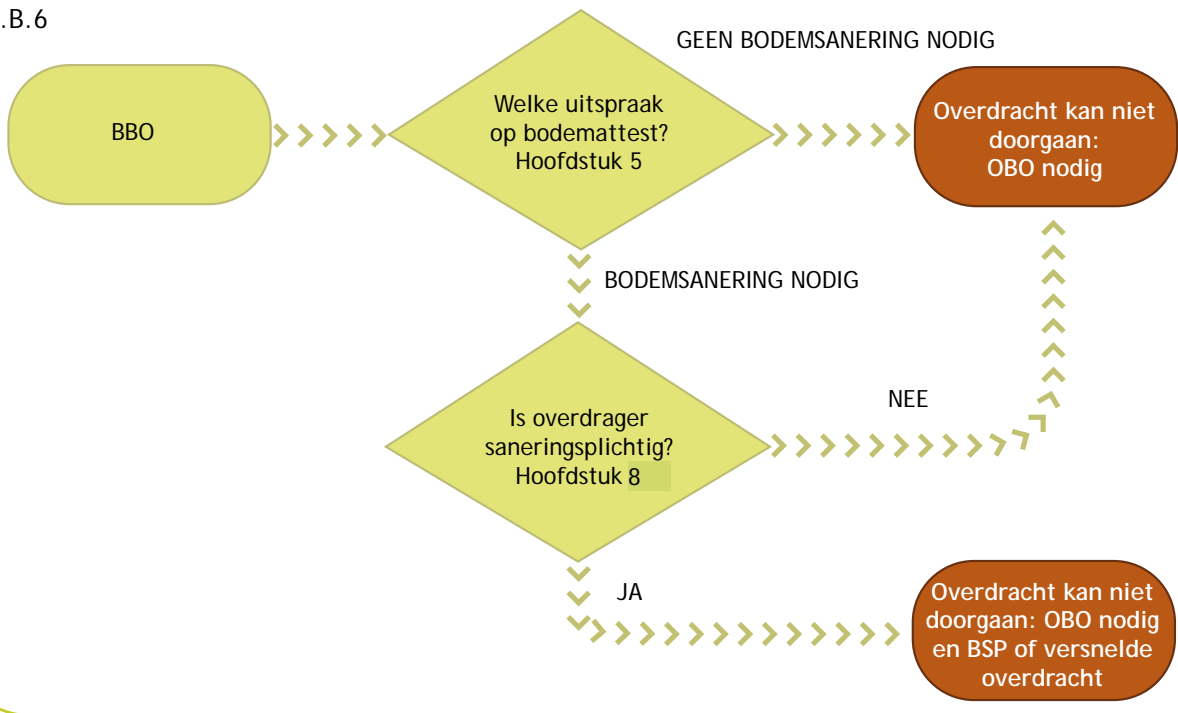 .B.6
GEEN BODEMSANERING NODIG
BBO
Welke uitspraak
op bodemattest?
Hoofdstuk 5
Overdracht kan niet
doorgaan:
OBO nodig
BODEMSANERING NODIG
Is overdrager
saneringsplichtig?
Hoofdstuk 8
NEE
JA
Overdracht kan niet
doorgaan: OBO nodig
en BSP of versnelde
overdracht